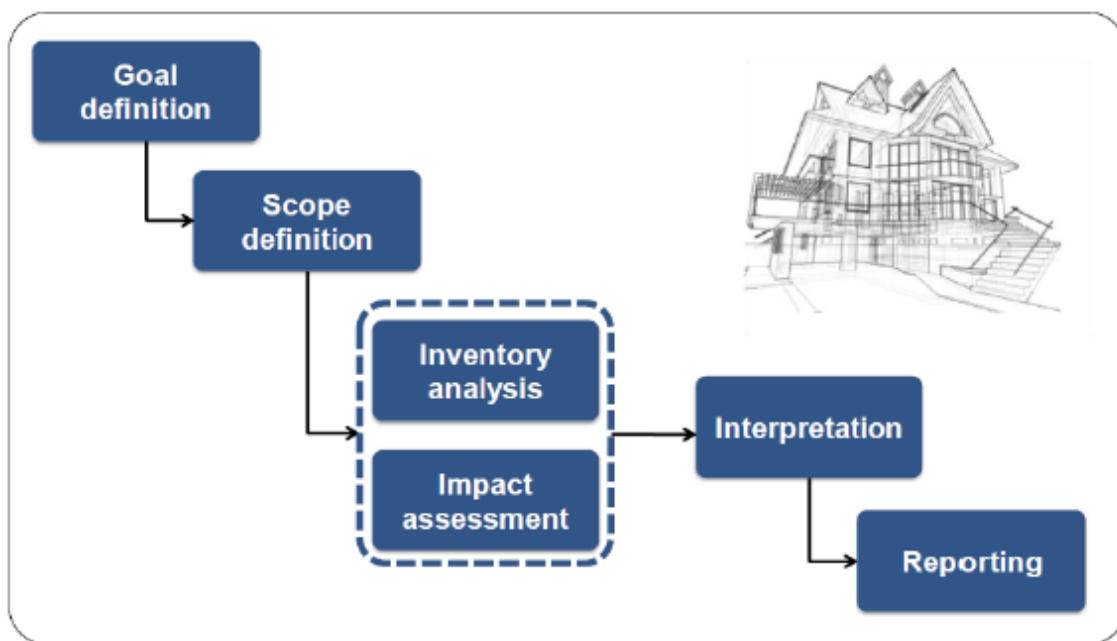 Goal
definition
Scope
definition
Inventory
analysis
Impact
assessment
Interpretation
Reporting